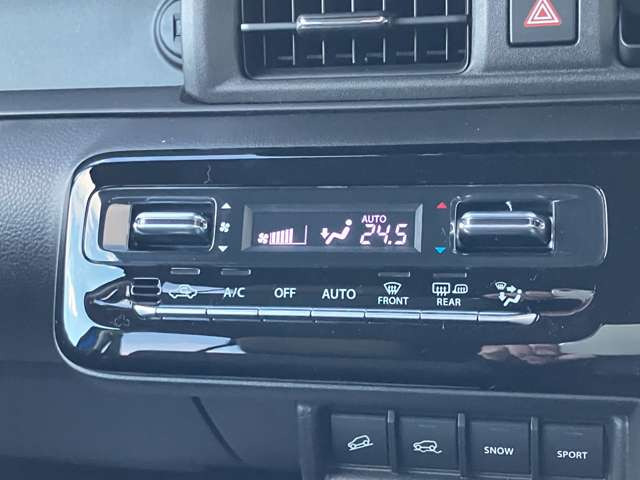 AUTO
24.5
A/C OFF AUTO FRONT REAR
SNOW SPORT